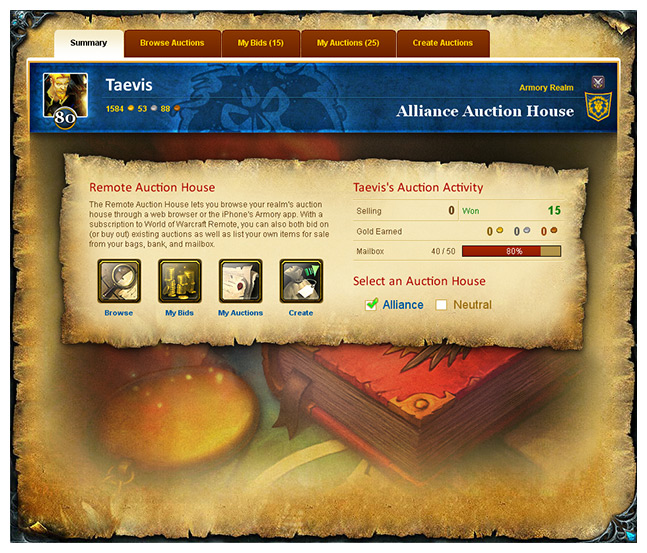 Summary
Browse Auctions
My Bids (15)
My Auctions (25)
Create Auctions
80
Taevis
1584 53 88
Armory Realm
Alliance Auction House
Remote Auction House
The Remote Auction House lets you browse your realm's auction
house through a web browser or the iPhone's Armory app. With a
subscription to World of Warcraft Remote, you can also both bid on
(or buy out) existing auctions as well as list your own items for sale
from your bags, bank, and mailbox.
Browse
My Bids
My Auctions
Create
Taevis's Auction Activity
Selling 0 Won 15
Gold Earned 0 0 0
Mailbox 40 / 50 80%
Select an Auction House
Alliance Neutral